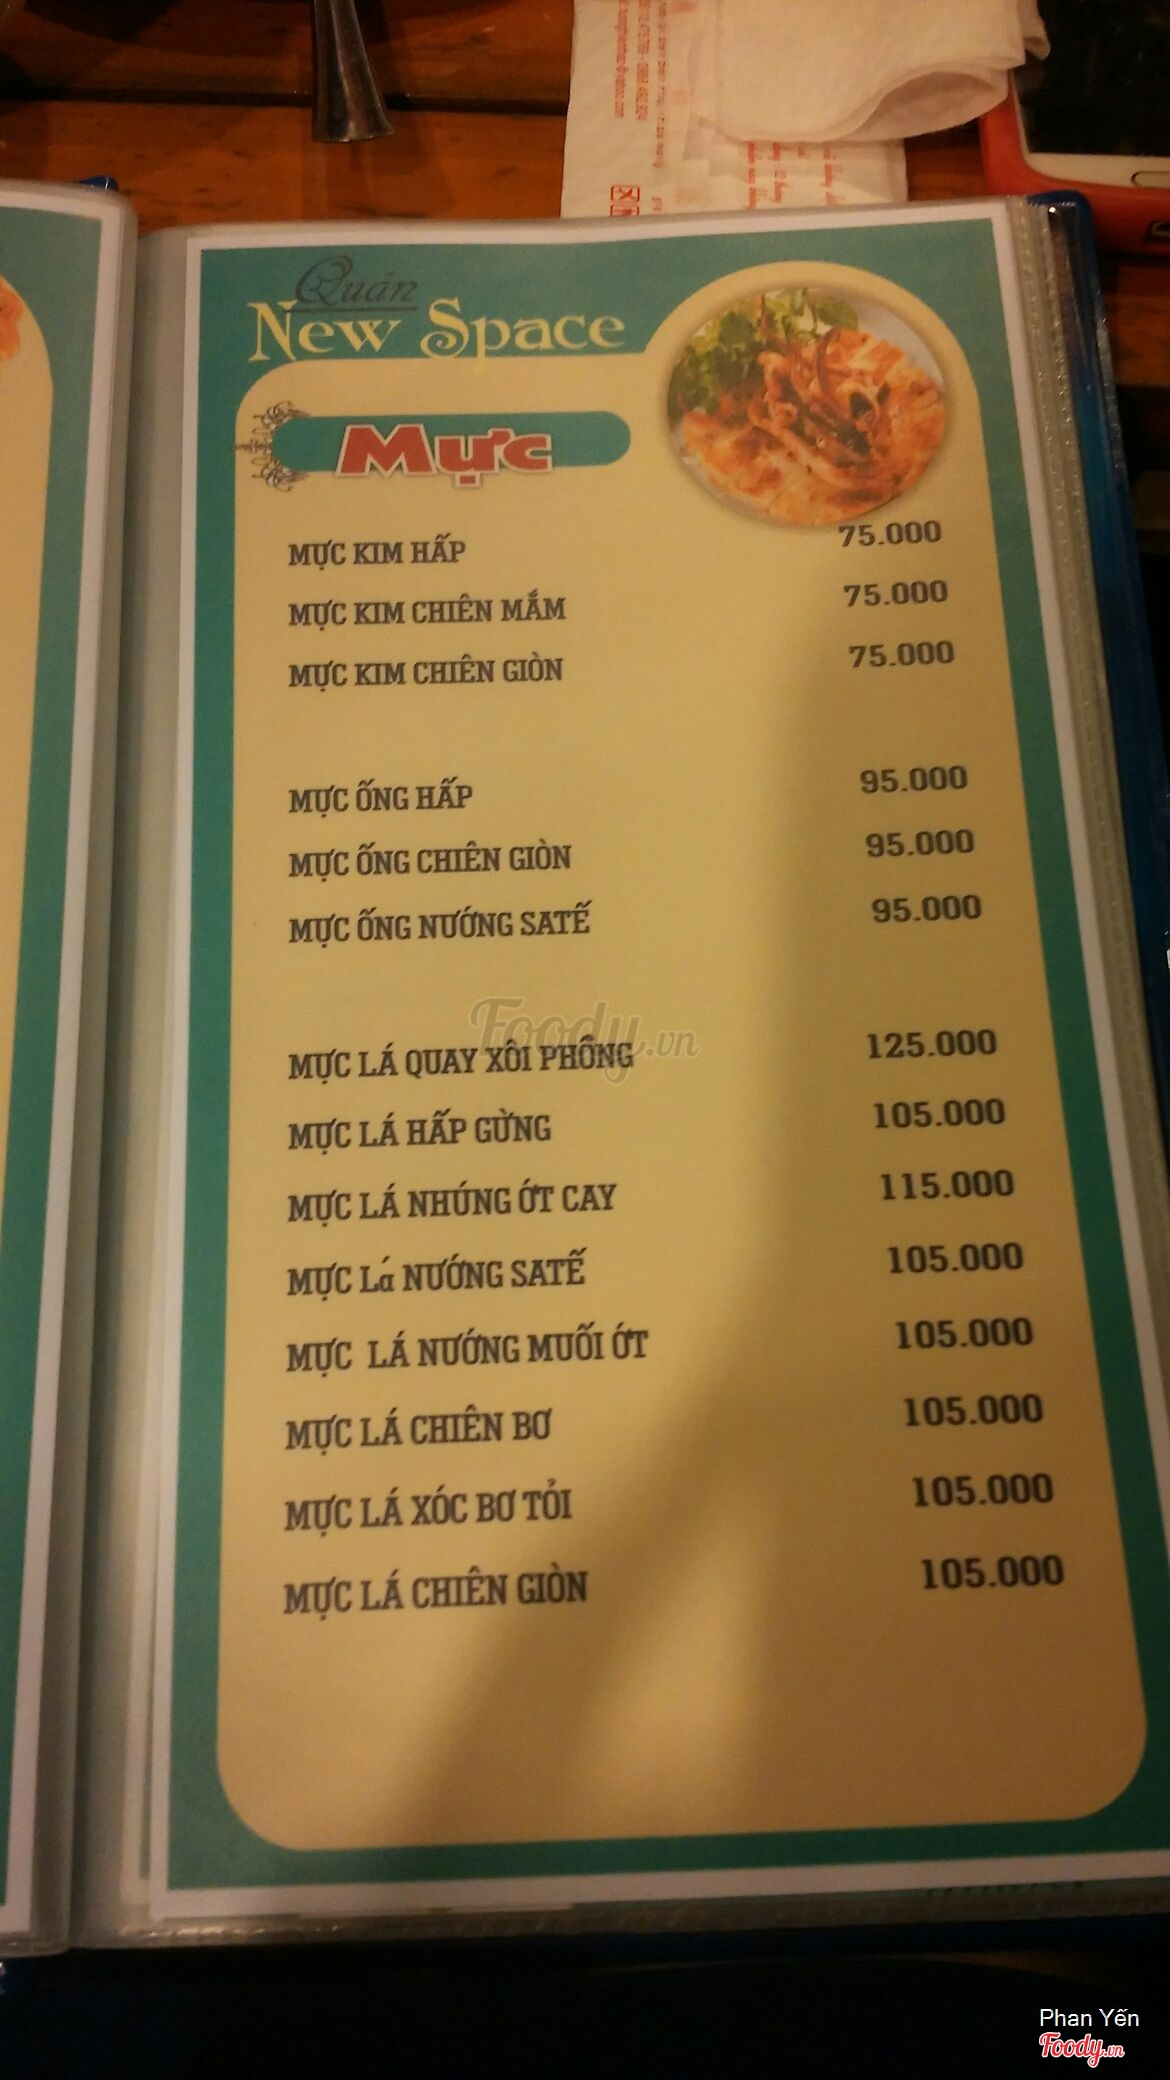 Quán
New Space
Mực
MỰC KIM HẤP 75.000
MỰC KIM CHIÊN MẮM 75.000
MỰC KIM CHIÊN GIÒN 75.000
MỰC ỐNG HẤP 95.000
MỰC ỐNG CHIÊN GIÒN 95.000
MỰC ỐNG NƯỚNG SATẾ 95.000
Foody.vn
MỰC LÁ QUAY XÔI PHỒNG 125.000
MỰC LÁ HẤP GỪNG 105.000
MỰC LÁ NHÚNG ỚT CAY 115.000
MỰC Lá NƯỚNG SATẾ 105.000
MỰC LÁ NƯỚNG MUỐI ỚT 105.000
MỰC LÁ CHIÊN BƠ 105.000
MỰC LÁ XÓC BƠ TỎI 105.000
MỰC LÁ CHIÊN GIÒN 105.000
Phan Yến
Foody.vn